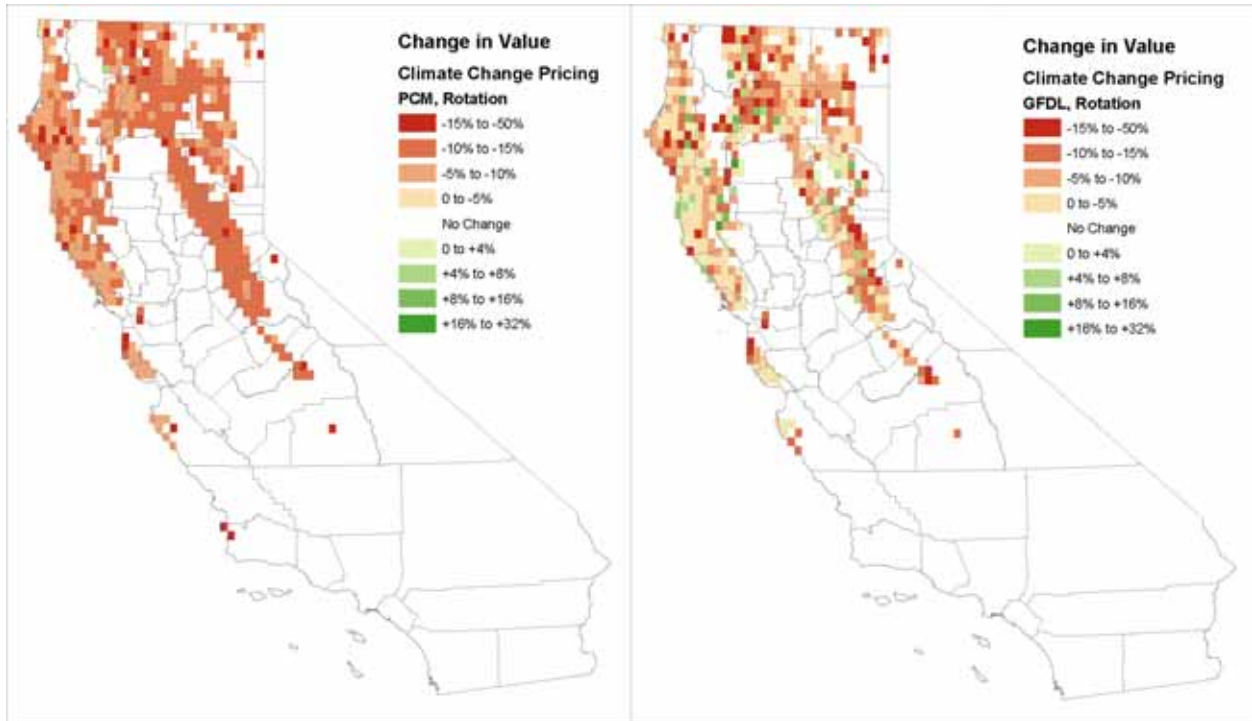 Change in Value
Climate Change Pricing
PCM, Rotation
-15% to -50%
-10% to -15%
-5% to -10%
0 to -5%
No Change
0 to +4%
+4% to +8%
+8% to +16%
+16% to +32%
Change in Value
Climate Change Pricing
GFDL, Rotation
-15% to -50%
-10% to -15%
-5% to -10%
0 to -5%
No Change
0 to +4%
+4% to +8%
+8% to +16%
+16% to +32%